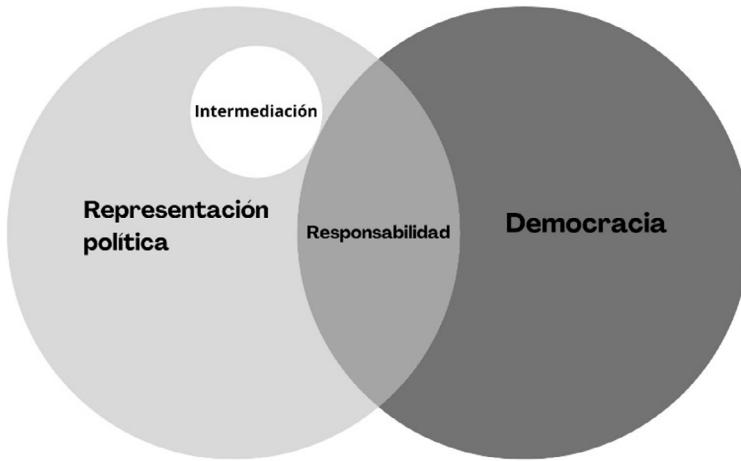 Intermediación
Representación
política
Responsabilidad
Democracia